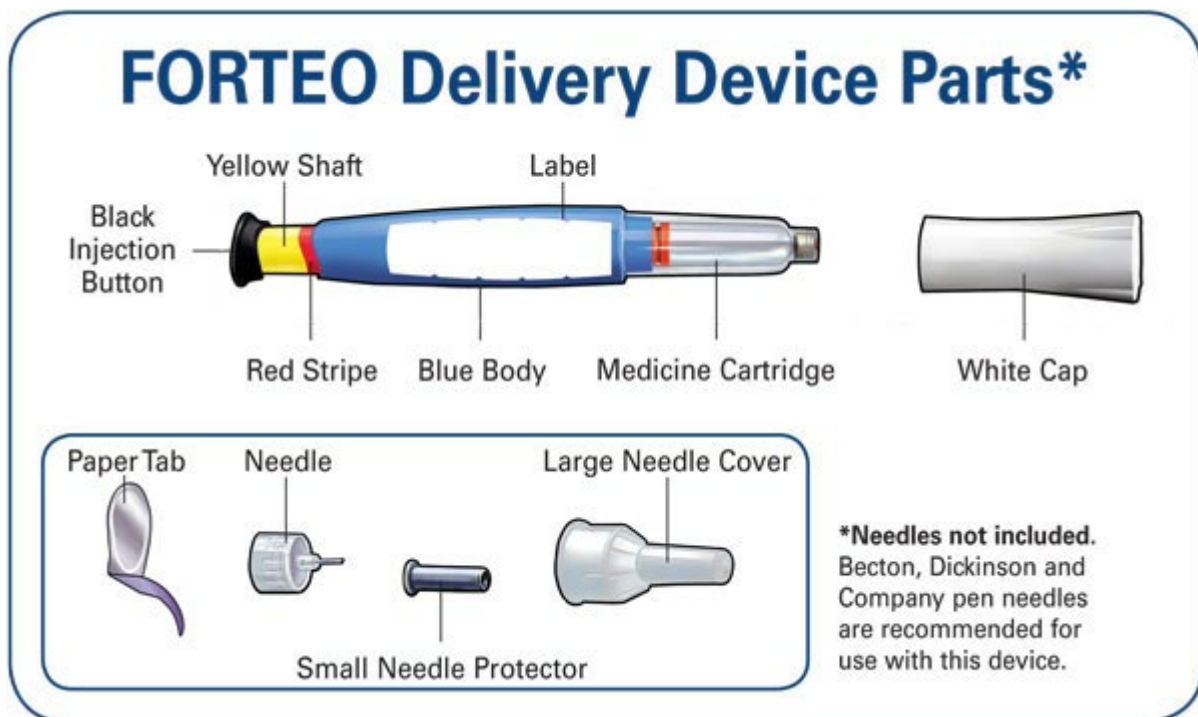 FORTEO Delivery Device Parts*
Yellow Shaft
Label
Black
Injection
Button
Red Stripe
Blue Body
Medicine Cartridge
White Cap
Paper Tab
Needle
Large Needle Cover
Small Needle Protector
*Needles not included.
Becton, Dickinson and
Company pen needles
are recommended for
use with this device.